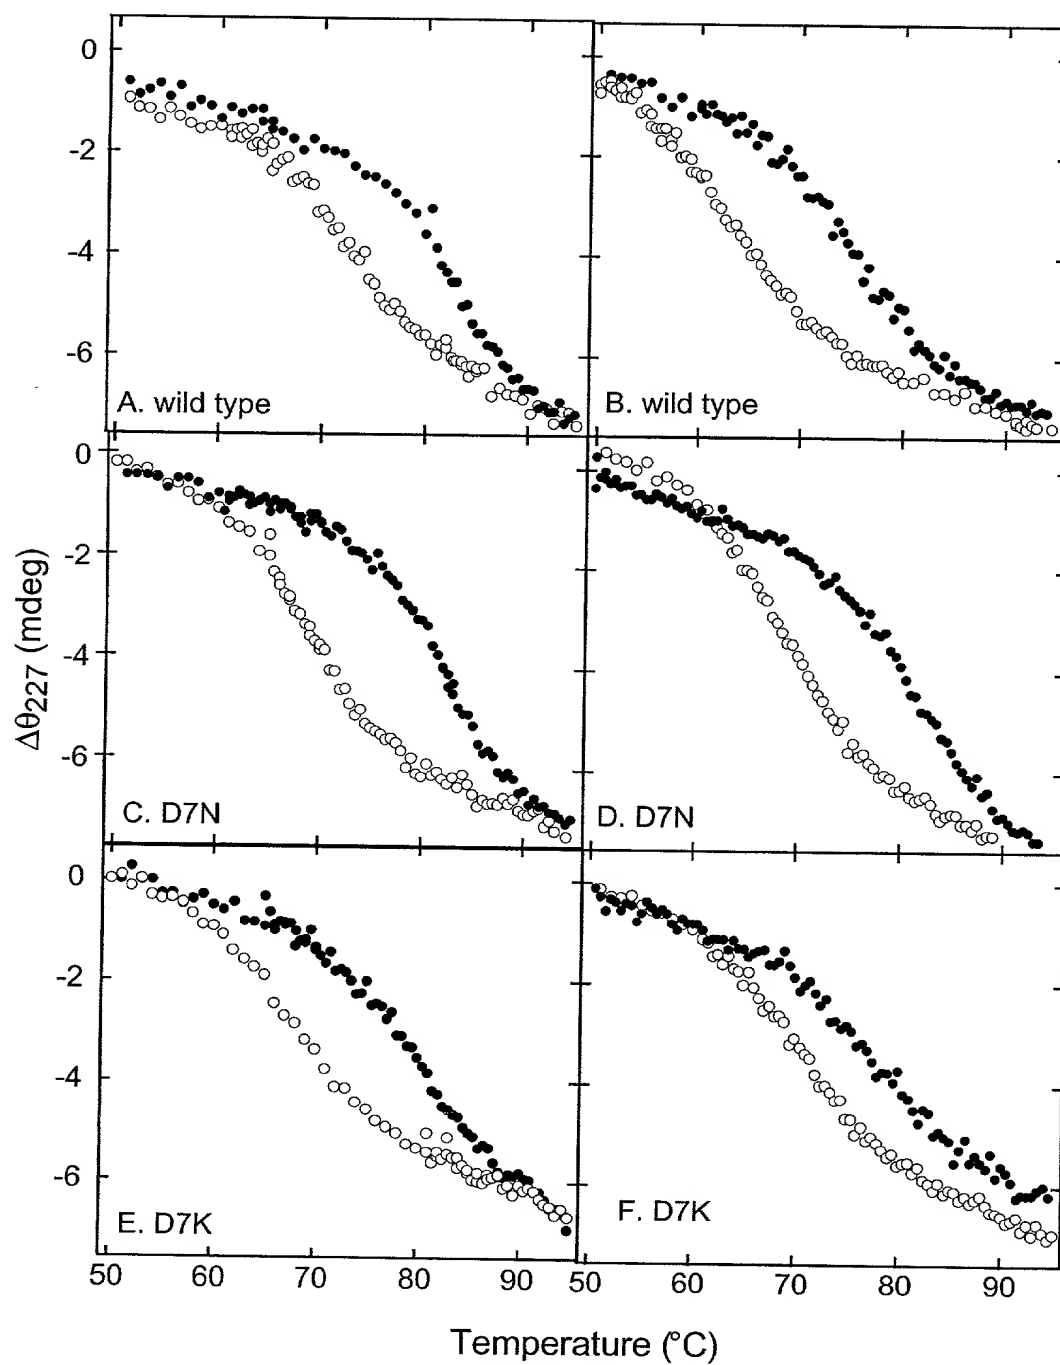 0
-2
-4
-6
A. wild type
B. wild type
0
-2
-4
-6
C. D7N
D. D7N
Δθ227 (mdeg)
0
-2
-4
-6
E. D7K
F. D7K
50 60 70 80 90 50 60 70 80 90
Temperature (°C)